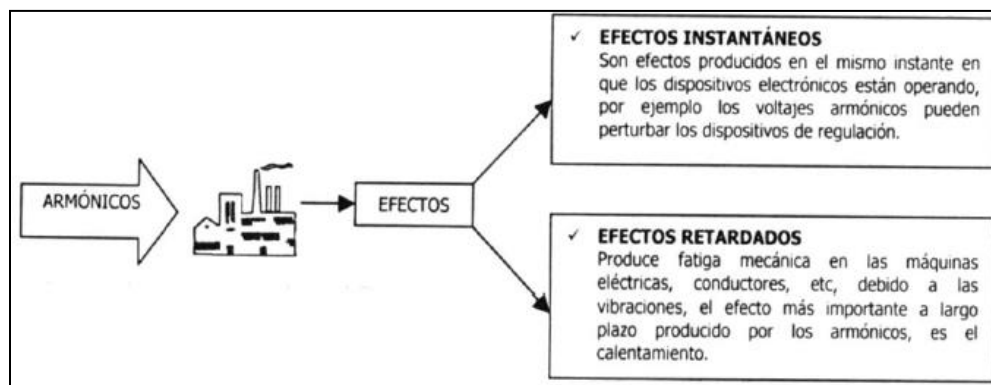 ARMÓNICOS
EFECTOS
✓ EFECTOS INSTANTÁNEOS
Son efectos producidos en el mismo instante en
que los dispositivos electrónicos están operando,
por ejemplo los voltajes armónicos pueden
perturbar los dispositivos de regulación.
✓ EFECTOS RETARDADOS
Produce fatiga mecánica en las máquinas
eléctricas, conductores, etc, debido a las
vibraciones, el efecto más importante a largo
plazo producido por los armónicos, es el
calentamiento.